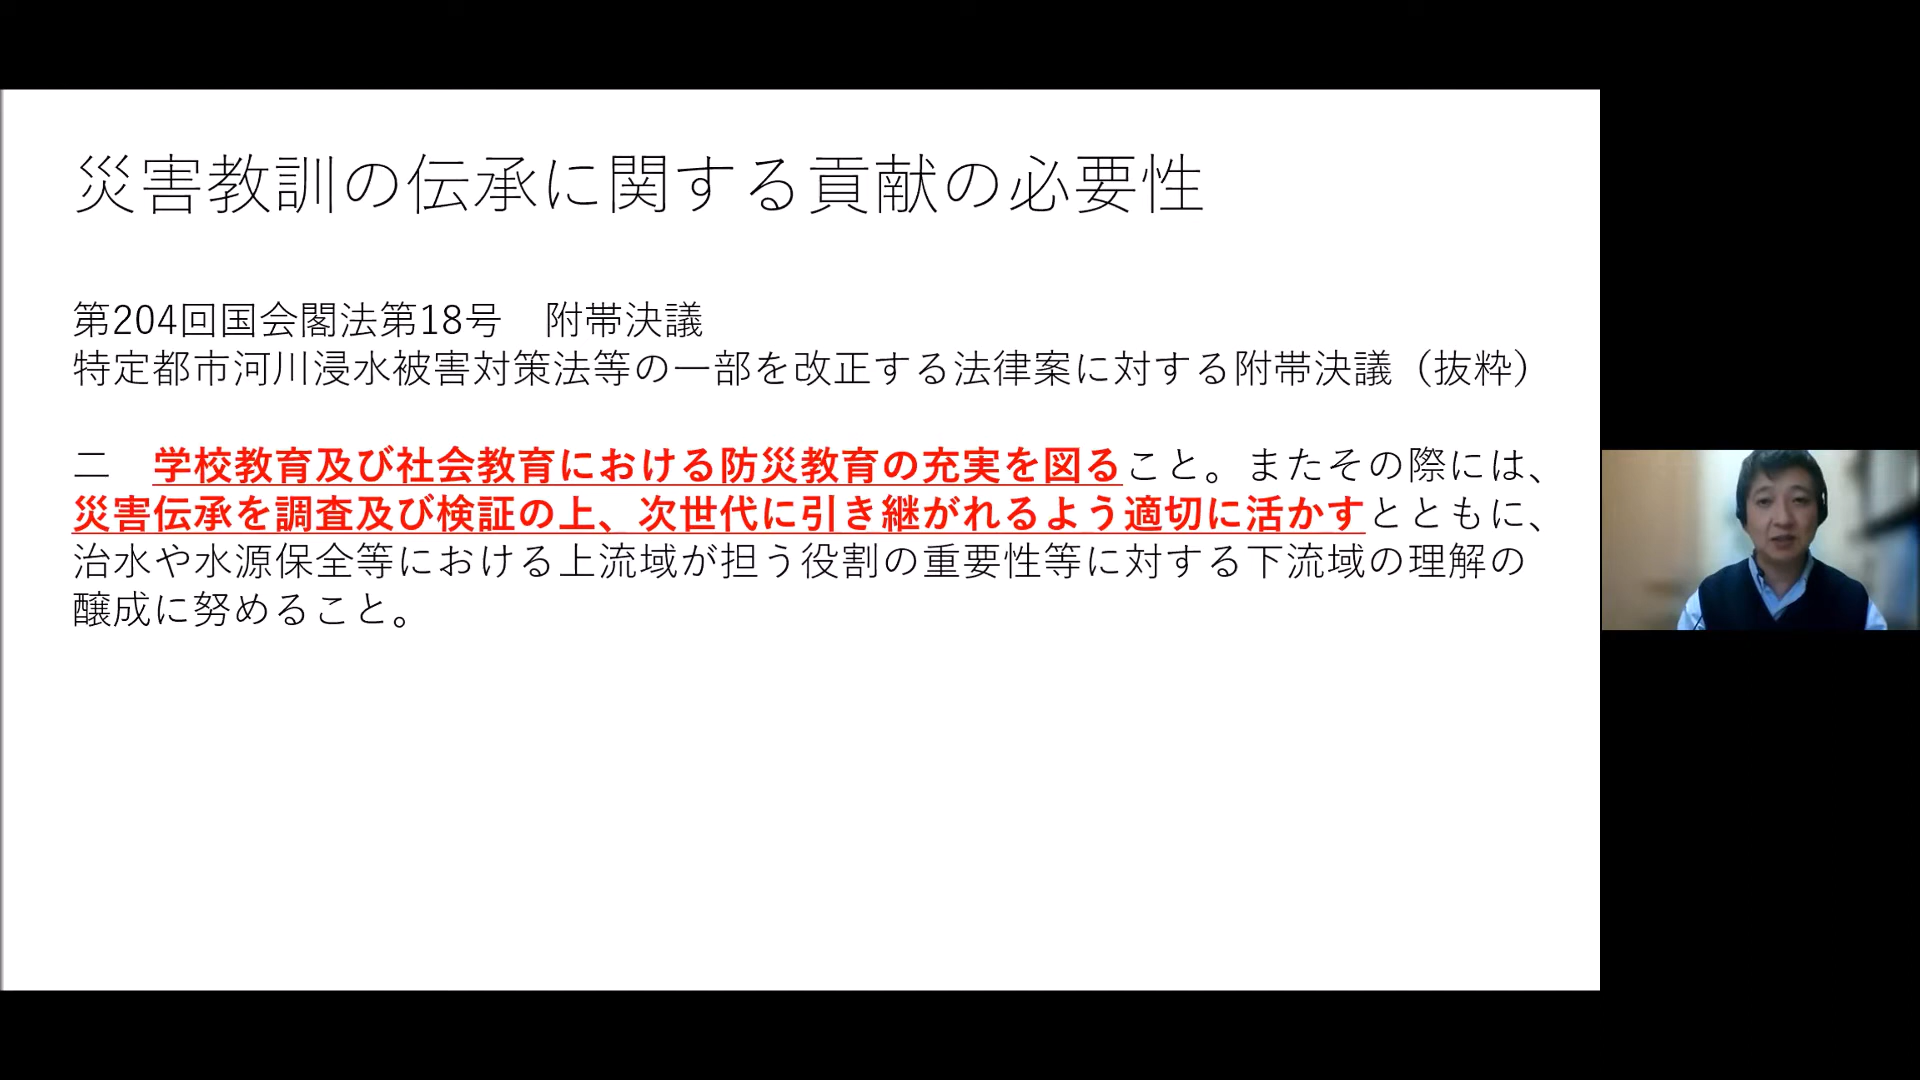 災害教訓の伝承に関する貢献の必要性
第204回国会閣法第18号　附帯決議
特定都市河川浸水被害対策法等の一部を改正する法律案に対する附帯決議（抜粋）
二　学校教育及び社会教育における防災教育の充実を図ること。またその際には、
災害伝承を調査及び検証の上、次世代に引き継がれるよう適切に活かすとともに、
治水や水源保全等における上流域が担う役割の重要性等に対する下流域の理解の
醸成に努めること。